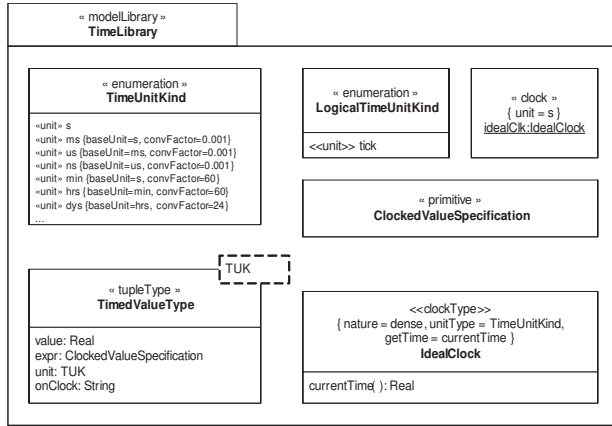 « modelLibrary »
TimeLibrary
« enumeration »
TimeUnitKind
«unit» s
«unit» ms {baseUnit=s, convFactor=0.001}
«unit» us {baseUnit=ms, convFactor=0.001}
«unit» ns {baseUnit=us, convFactor=0.001}
«unit» min {baseUnit=s, convFactor=60}
«unit» hrs {baseUnit=min, convFactor=60}
«unit» dys {baseUnit=hrs, convFactor=24}
...
« enumeration »
LogicalTimeUnitKind
<<unit>> tick
« clock »
{ unit = s }
idealClk:IdealClock
« primitive »
ClockedValueSpecification
TUK
« tupleType »
TimedValueType
value: Real
expr: ClockedValueSpecification
unit: TUK
onClock: String
<<clockType>>
{ nature = dense, unitType = TimeUnitKind,
getTime = currentTime }
IdealClock
currentTime( ): Real